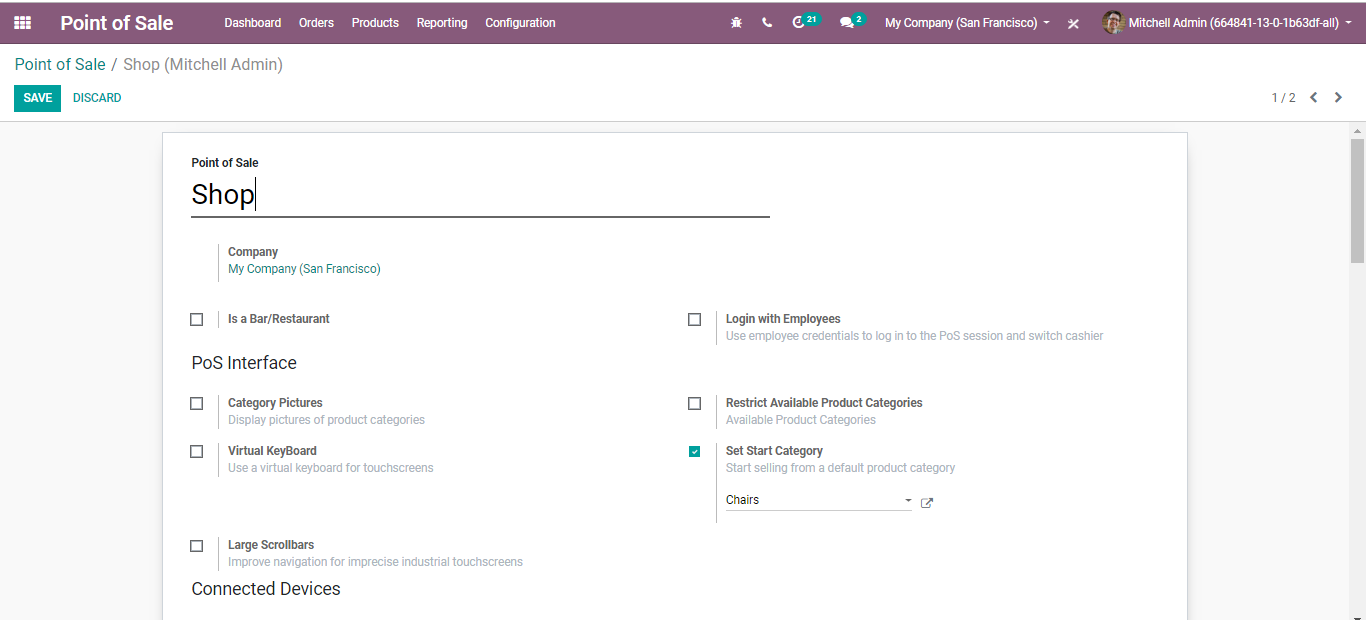 Point of Sale Dashboard Orders Products Reporting Configuration 21 2 My Company (San Francisco) Mitchell Admin (664841-13-0-1b63df-all)
Point of Sale / Shop (Mitchell Admin)
SAVE DISCARD 1 / 2
Point of Sale
Shop
Company
My Company (San Francisco)
Is a Bar/Restaurant
Login with Employees
Use employee credentials to log in to the PoS session and switch cashier
PoS Interface
Category Pictures
Display pictures of product categories
Restrict Available Product Categories
Available Product Categories
Virtual KeyBoard
Use a virtual keyboard for touchscreens
Set Start Category
Start selling from a default product category
Chairs
Large Scrollbars
Improve navigation for imprecise industrial touchscreens
Connected Devices